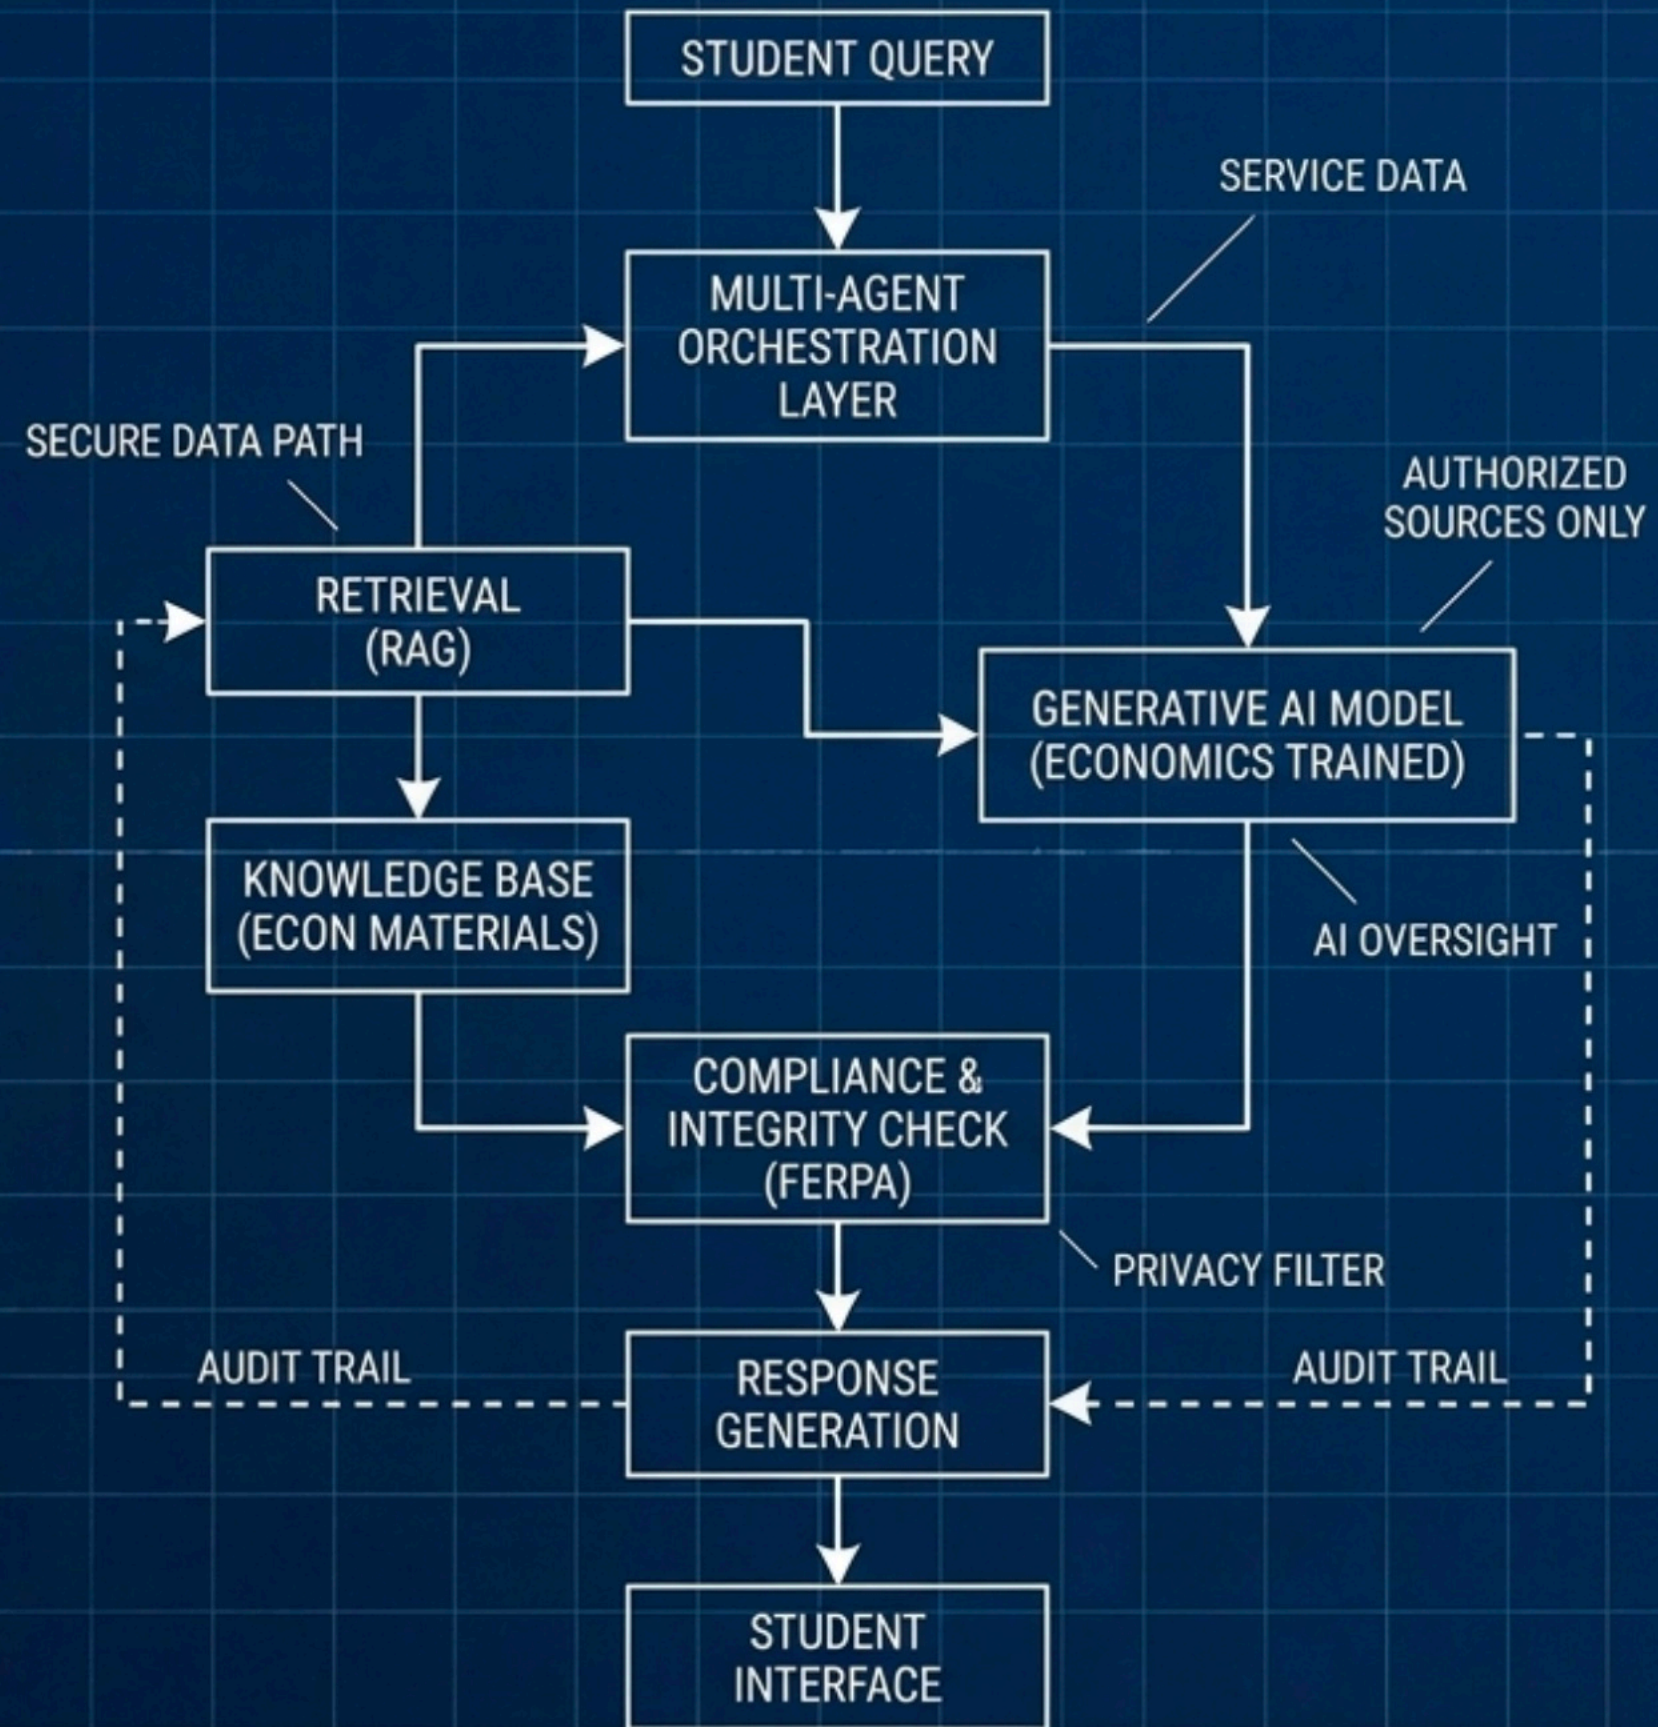 STUDENT QUERY
SERVICE DATA
MULTI-AGENT
ORCHESTRATION
LAYER
SECURE DATA PATH
AUTHORIZED
SOURCES ONLY
RETRIEVAL
(RAG)
GENERATIVE AI MODEL
(ECONOMICS TRAINED)
KNOWLEDGE BASE
(ECON MATERIALS)
AI OVERSIGHT
COMPLIANCE &
INTEGRITY CHECK
(FERPA)
PRIVACY FILTER
AUDIT TRAIL
RESPONSE
GENERATION
AUDIT TRAIL
STUDENT
INTERFACE